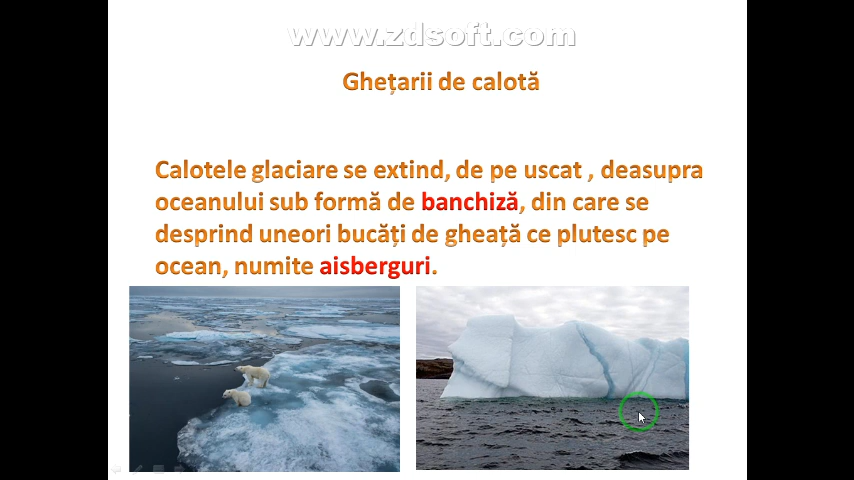 www.zdsoft.com
Ghețarii de calotă
Calotele glaciare se extind, de pe uscat , deasupra
oceanului sub formă de banchiză, din care se
desprind uneori bucăți de gheață ce plutesc pe
ocean, numite aisberguri.